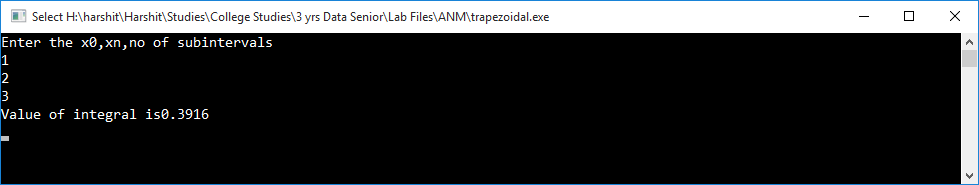 Select H:\harshit\Harshit\Studies\College Studies\3 yrs Data Senior\Lab Files\ANM\trapezoidal.exe
Enter the x0,xn,no of subintervals
1
2
3
Value of integral is0.3916